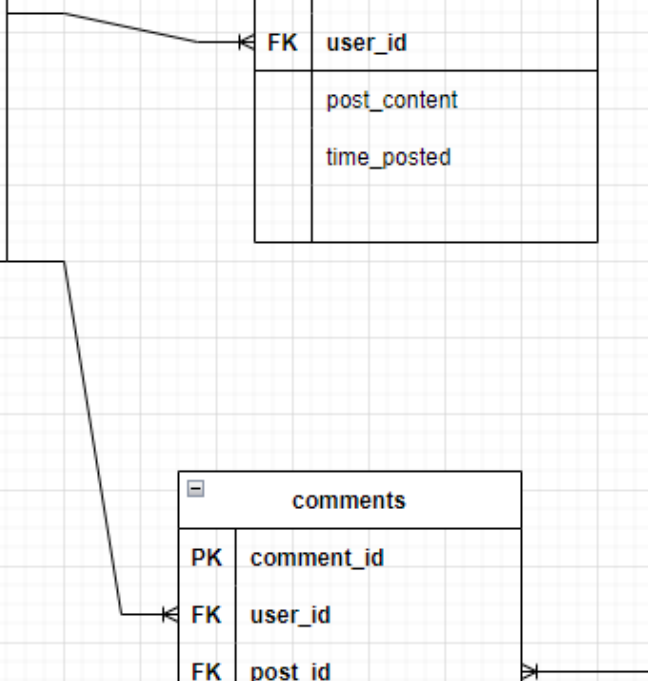 FK user_id
post_content
time_posted
comments
PK comment_id
FK user_id
FK post_id